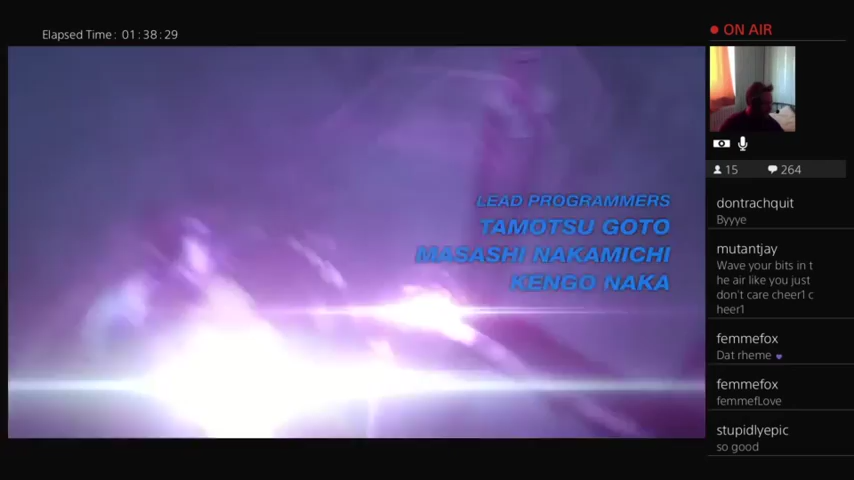 Elapsed Time: 01:38:29
ON AIR
15
264
LEAD PROGRAMMERS
TAMOTSU GOTO
MASASHI NAKAMICHI
KENGO NAKA
dontrachquit
Byyye
mutantjay
Wave your bits in t
he air like you just
don't care cheer1 c
heer1
femmefox
Dat rheme
femmefox
femmefLove
stupidlyepic
so good